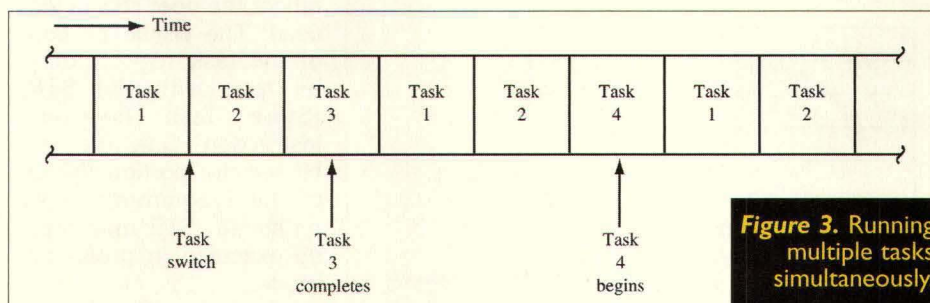 Time
Task Task Task Task Task Task Task Task
1 2 3 1 2 4 1 2
Task
switch
Task
3
completes
Task
4
begins
Figure 3. Running
multiple tasks
simultaneously